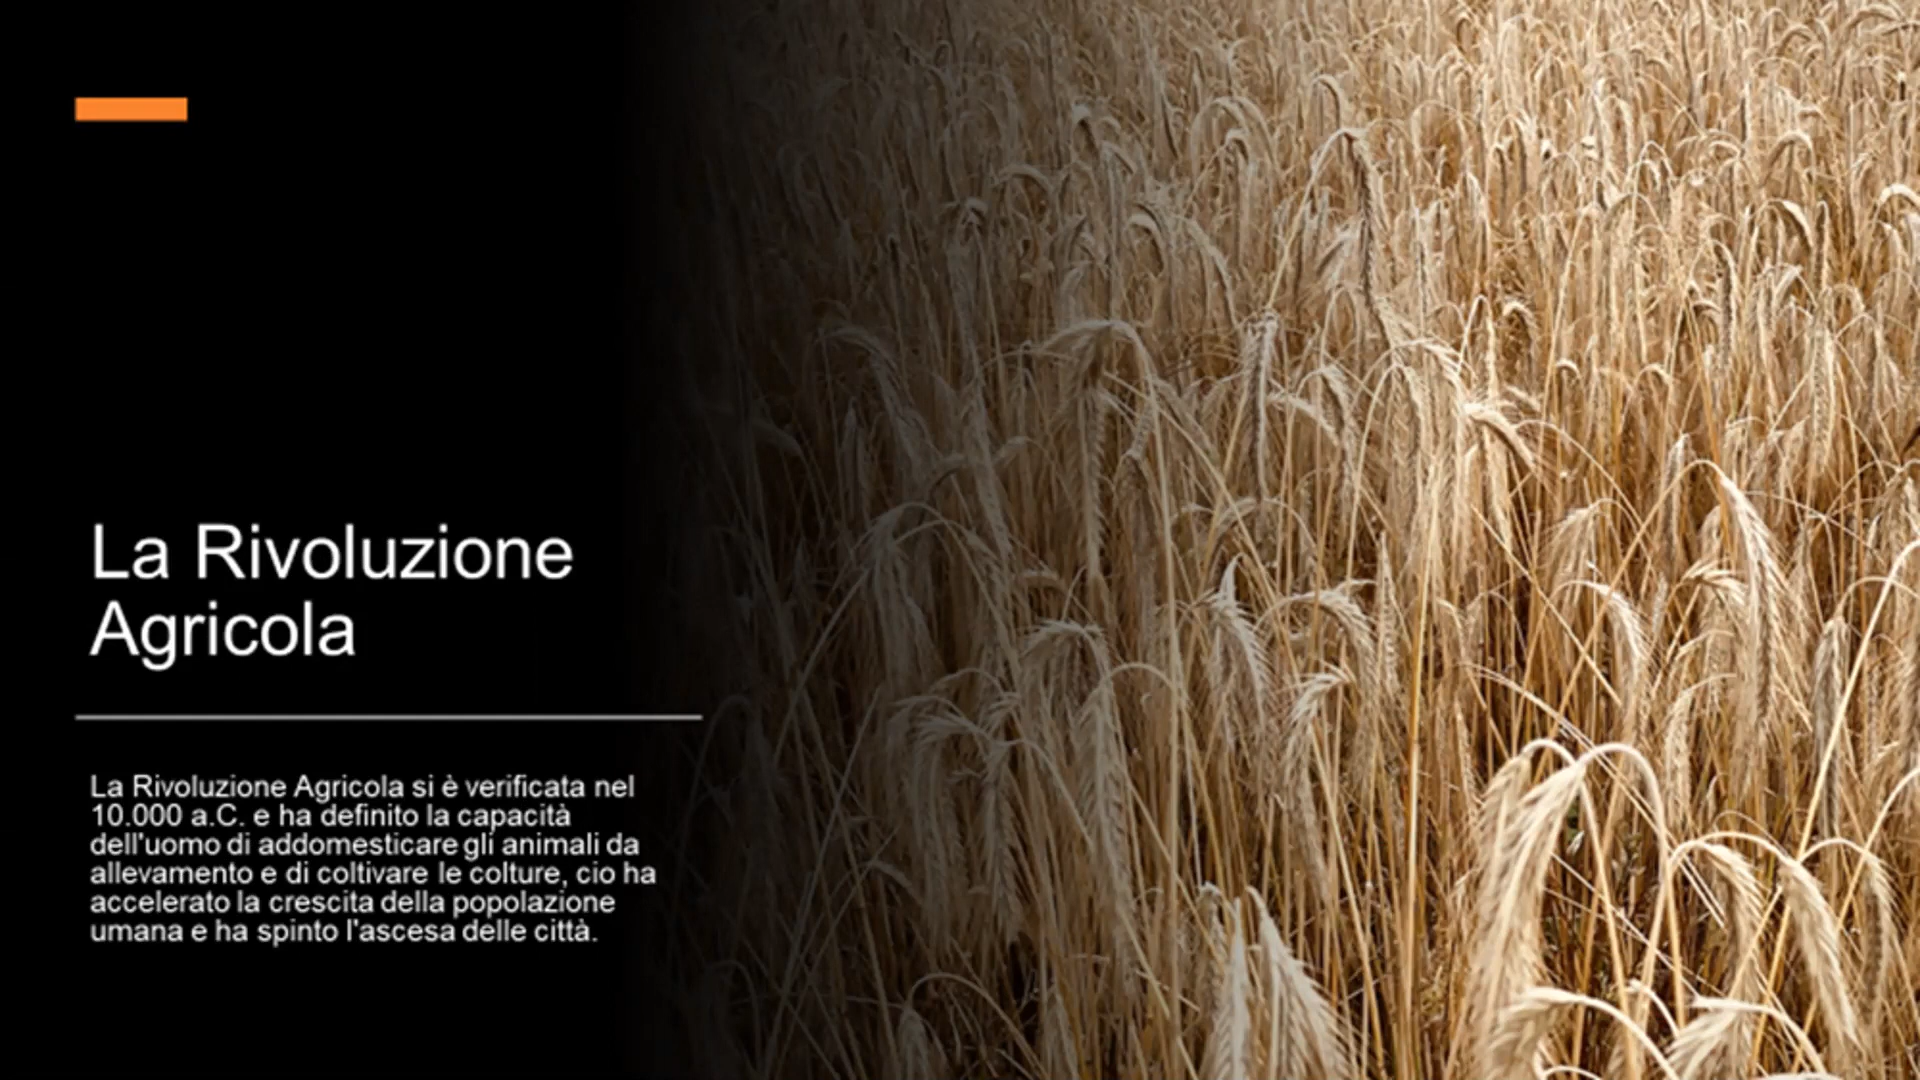 La Rivoluzione
Agricola
La Rivoluzione Agricola si è verificata nel
10.000 a.C. e ha definito la capacità
dell'uomo di addomesticare gli animali da
allevamento e di coltivare le colture, cio ha
accelerato la crescita della popolazione
umana e ha spinto l'ascesa delle città.